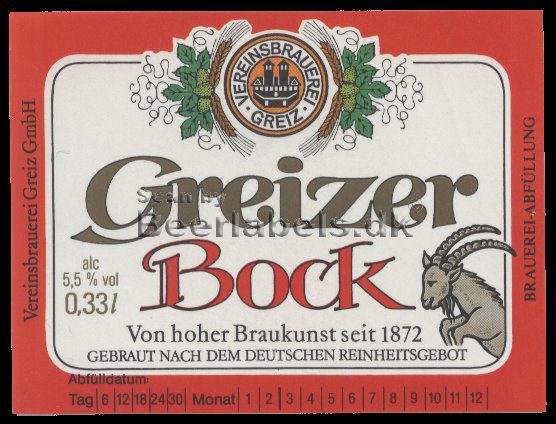 VEREINSBRAUEREI
GREIZ
Greizer
Scan by
Beerlabels.dk
Bock
alc
5,5 % vol
0,33 l
Von hoher Braukunst seit 1872
GEBRAUT NACH DEM DEUTSCHEN REINHEITSGEBOT
Vereinsbrauerei Greiz GmbH
BRAUEREI-ABFÜLLUNG
Abfülldatum:
Tag 6 12 18 24 30 Monat 1 2 3 4 5 6 7 8 9 10 11 12